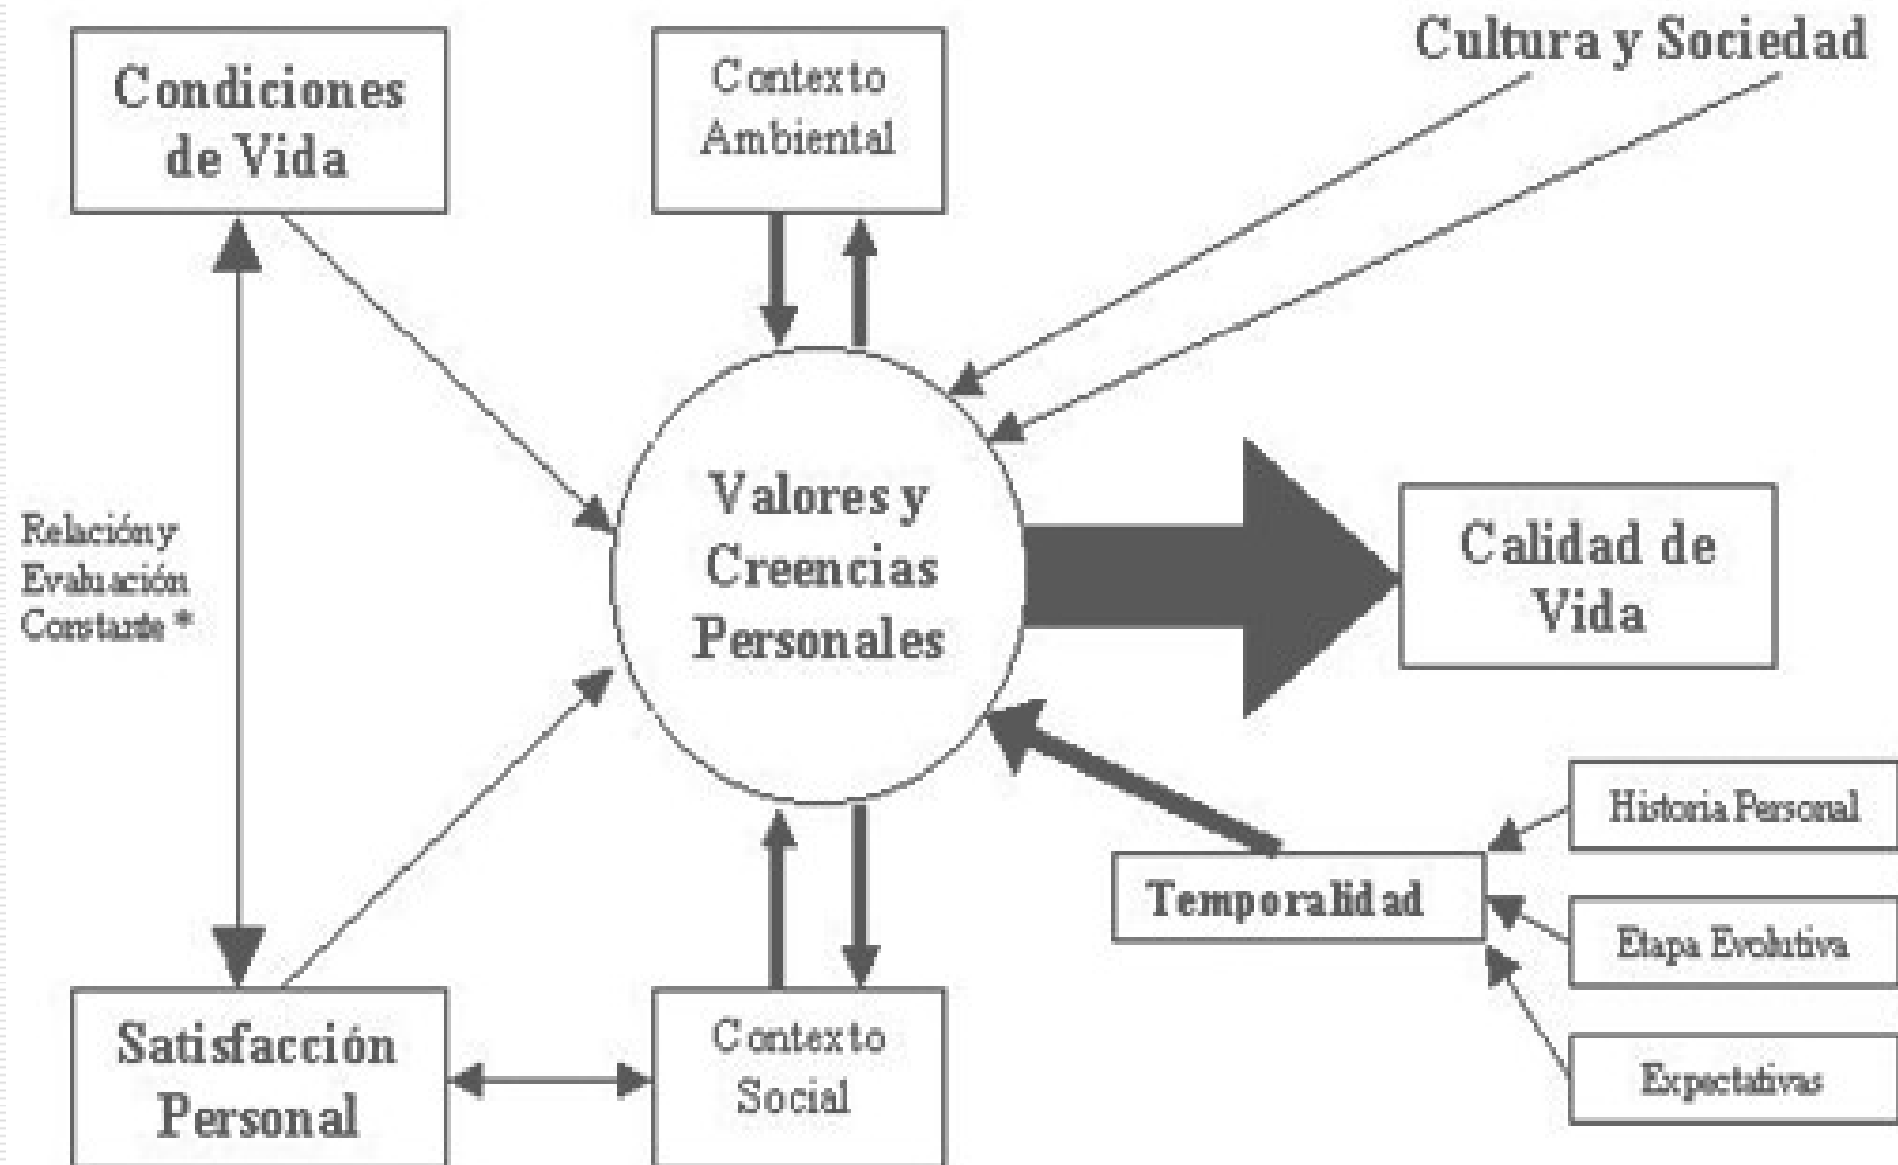 Condiciones
de Vida
Contexto
Ambiental
Cultura y Sociedad
Relación y
Evaluación
Constante *
Valores y
Creencias
Personales
Calidad de
Vida
Historia Personal
Temporalidad
Etapa Evolutiva
Expectativas
Satisfacción
Personal
Contexto
Social